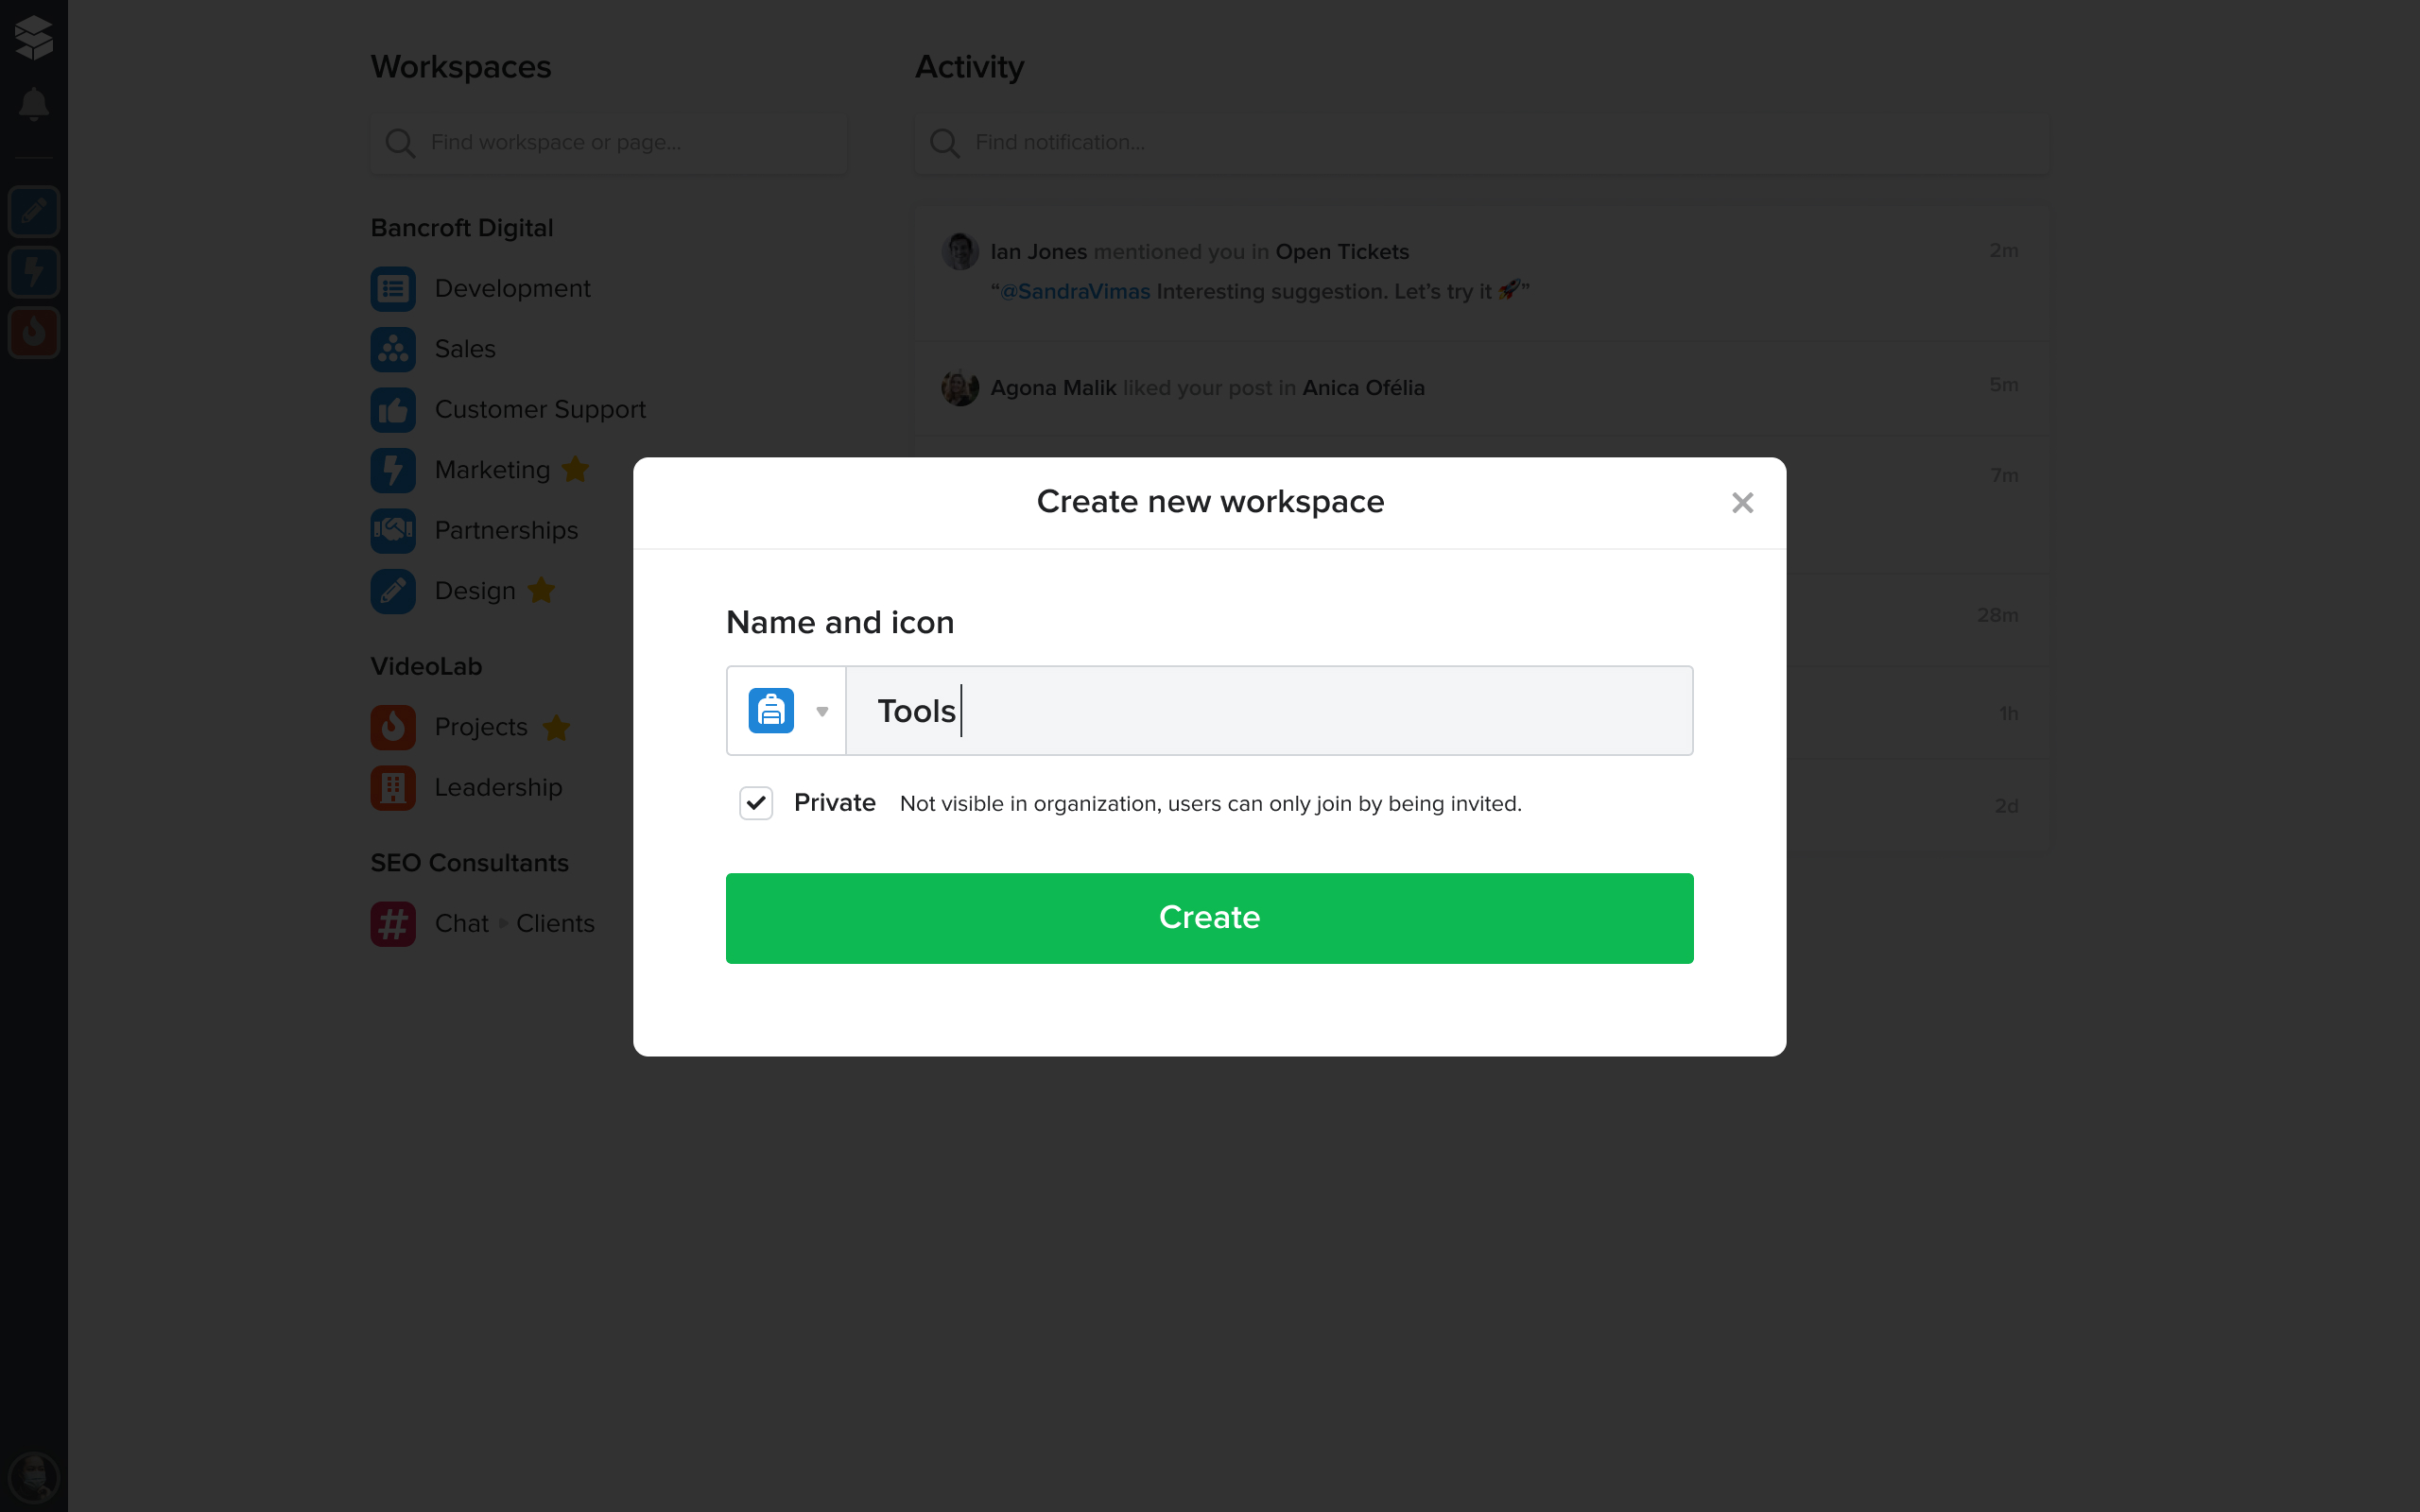 Workspaces
Find workspace or page...
Bancroft Digital
Development
Sales
Customer Support
Marketing
Partnerships
Design
VideoLab
Projects
Leadership
SEO Consultants
Chat Clients
Activity
Find notification...
Ian Jones mentioned you in Open Tickets 2m
“@SandraVimas Interesting suggestion. Let’s try it 🚀”
Agona Malik liked your post in Anica Ofélia 5m
7m
28m
1h
2d
Create new workspace
Name and icon
Tools
Private Not visible in organization, users can only join by being invited.
Create